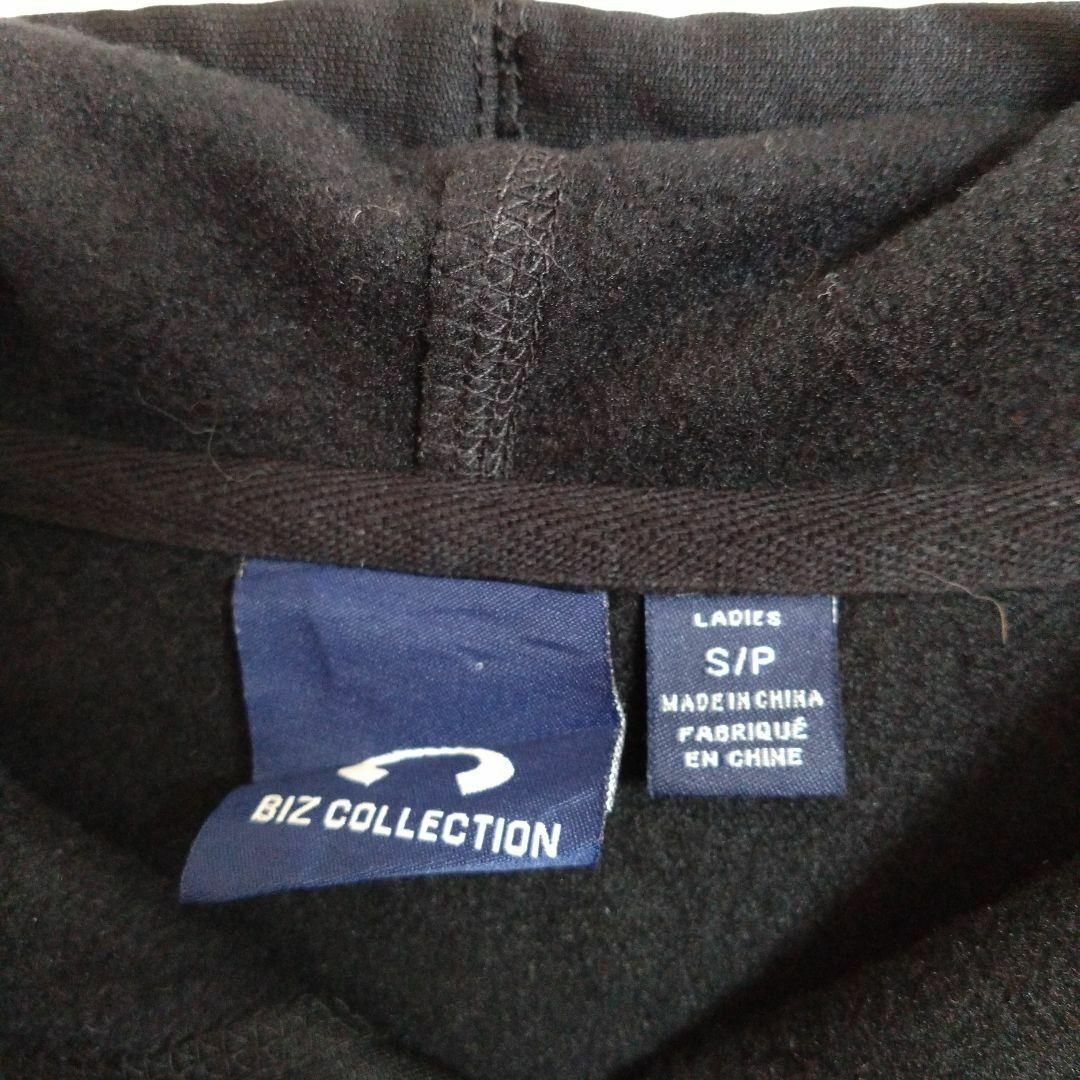 BIZ COLLECTION
LADIES
S/P
MADE IN CHINA
FABRIQUÉ
EN CHINE